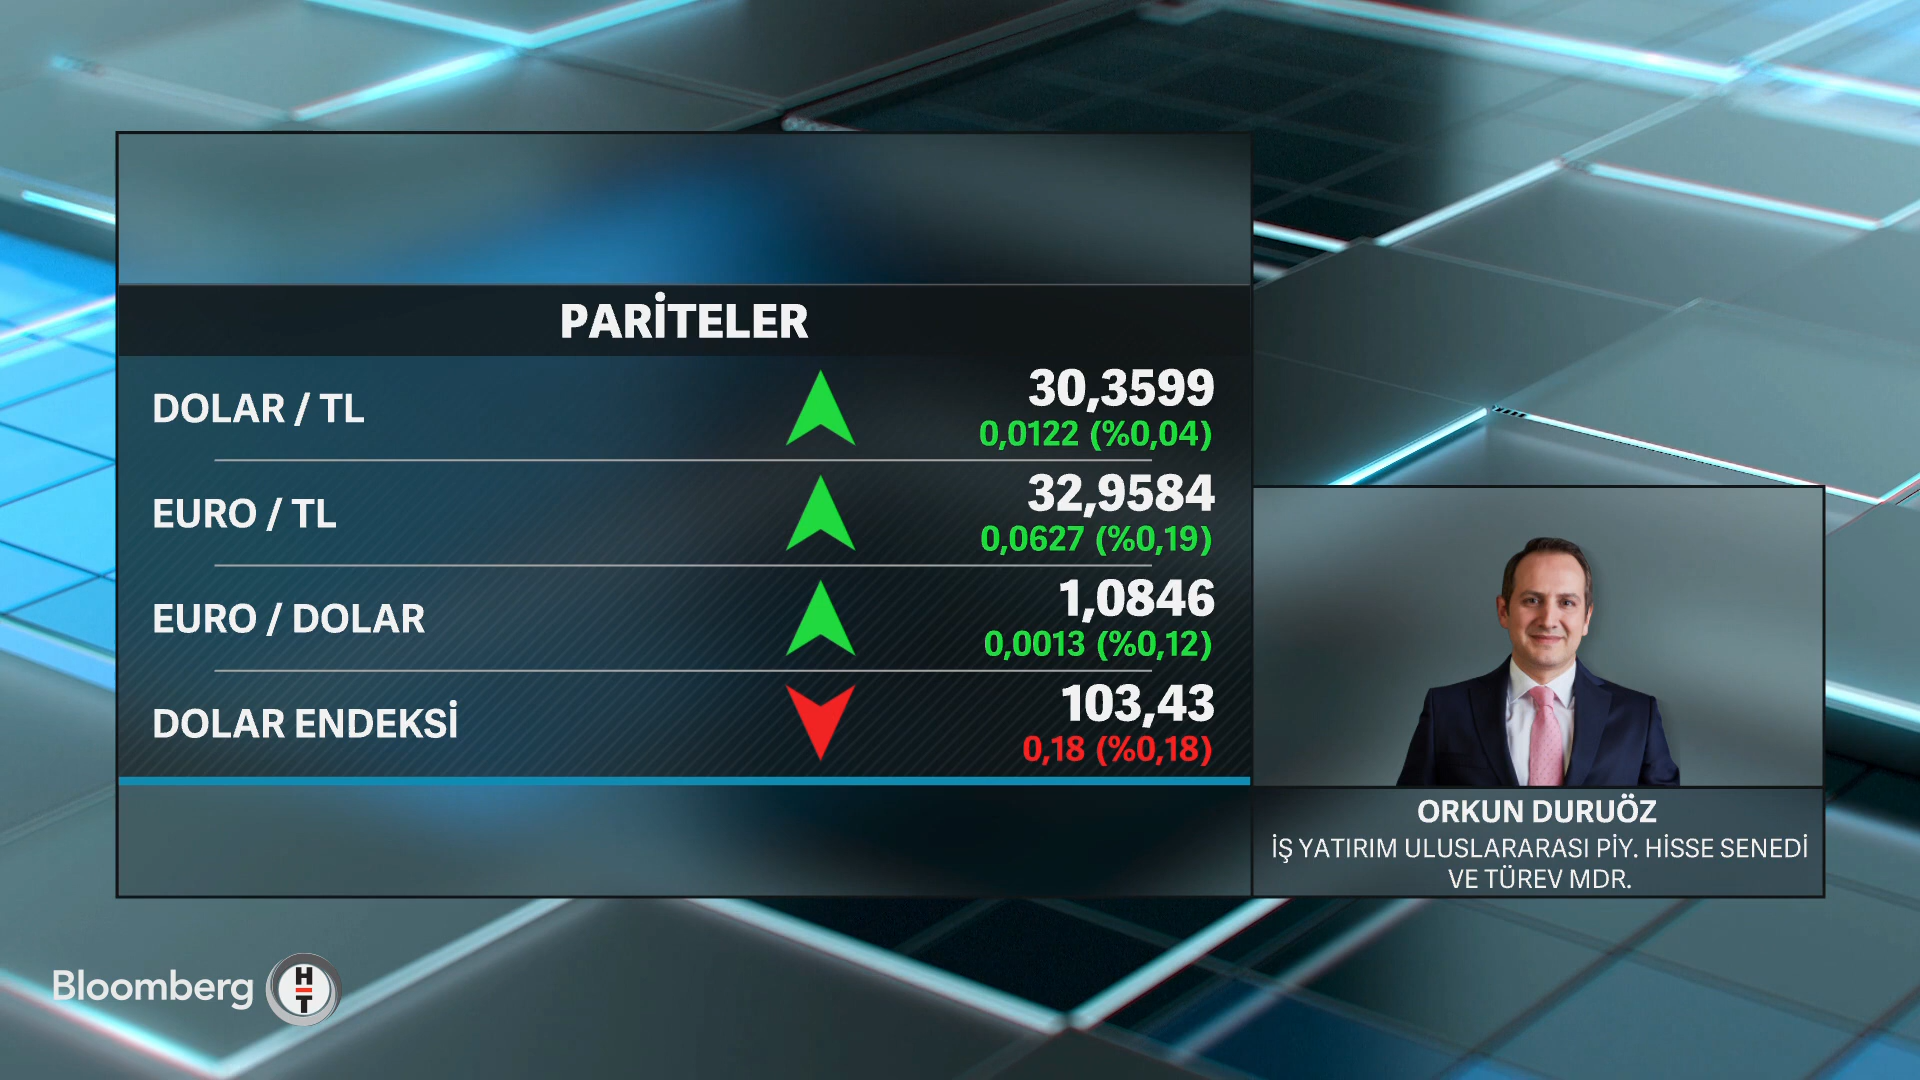 PARİTELER
DOLAR / TL
30,3599
0,0122 (%0,04)
EURO / TL
32,9584
0,0627 (%0,19)
EURO / DOLAR
1,0846
0,0013 (%0,12)
DOLAR ENDEKSİ
103,43
0,18 (%0,18)
ORKUN DURUÖZ
İŞ YATIRIM ULUSLARARASI PİY. HİSSE SENEDİ
VE TÜREV MDR.
Bloomberg HT